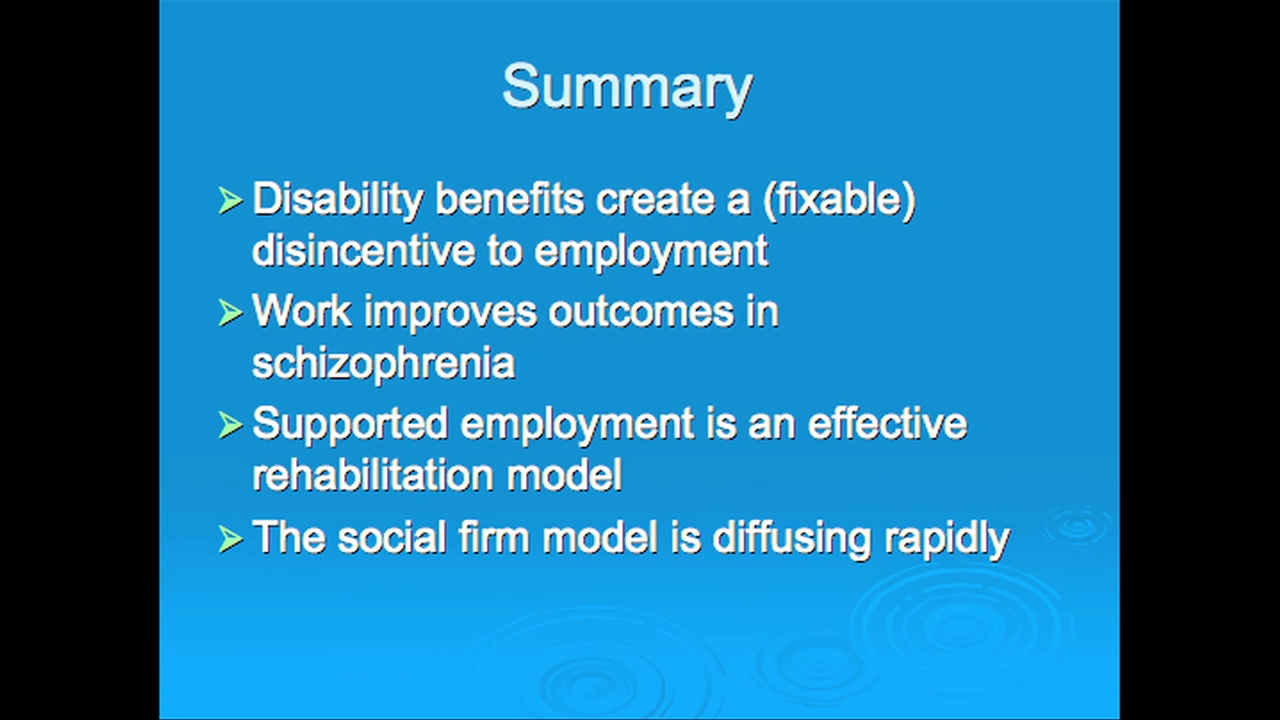 Summary
Disability benefits create a (fixable)
disincentive to employment
Work improves outcomes in
schizophrenia
Supported employment is an effective
rehabilitation model
The social firm model is diffusing rapidly